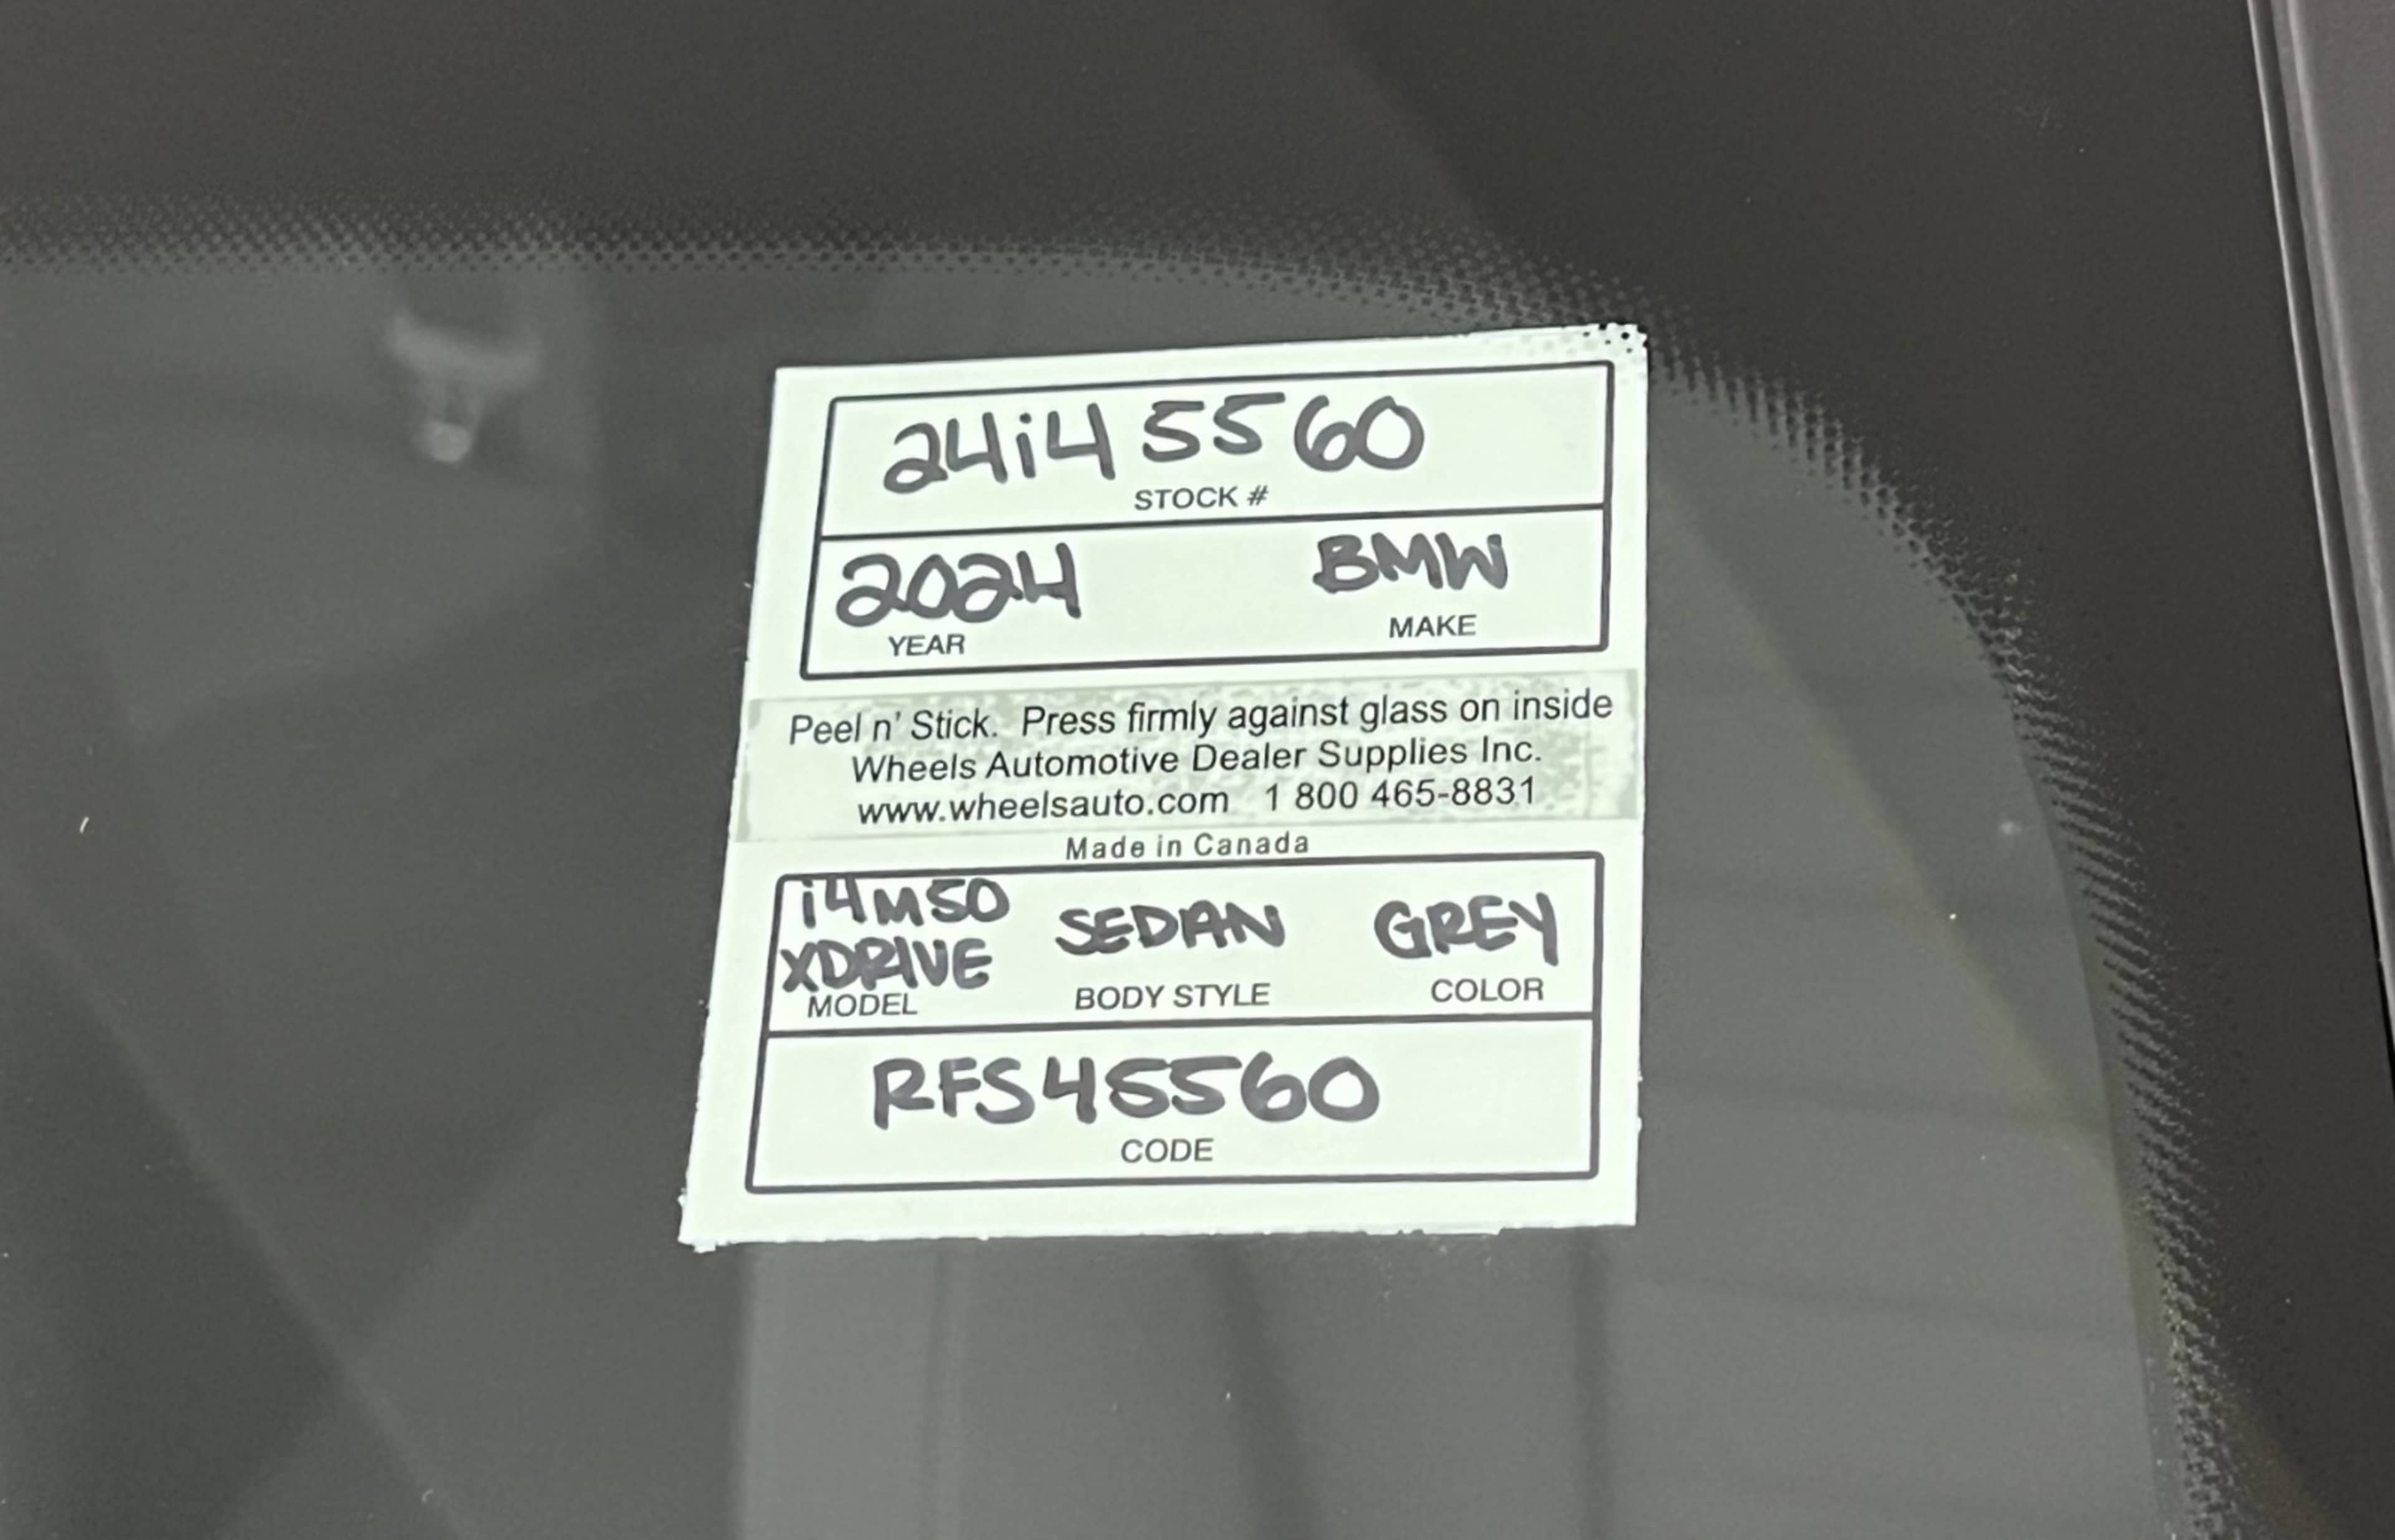 24i4 5560
STOCK #
2024 BMW
YEAR MAKE
Peel n' Stick. Press firmly against glass on inside
Wheels Automotive Dealer Supplies Inc.
www.wheelsauto.com 1 800 465-8831
Made in Canada
i4M50
XDRIVE SEDAN GREY
MODEL BODY STYLE COLOR
RFS45560
CODE